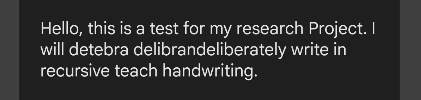 Hello, this is a test for my research Project. I
will detebra delibrandeliberately write in
recursive teach handwriting.